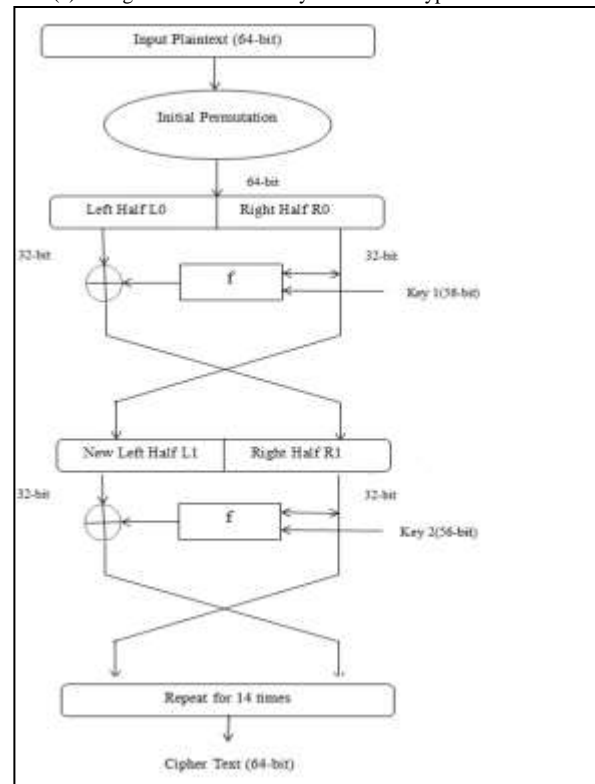 Input Plaintext (64-bit)
Initial Permutation
64-bit
Left Half L0 Right Half R0
32-bit 32-bit
f
Key 1(56-bit)
New Left Half L1 Right Half R1
32-bit 32-bit
f
Key 2(56-bit)
Repeat for 14 times
Cipher Text (64-bit)